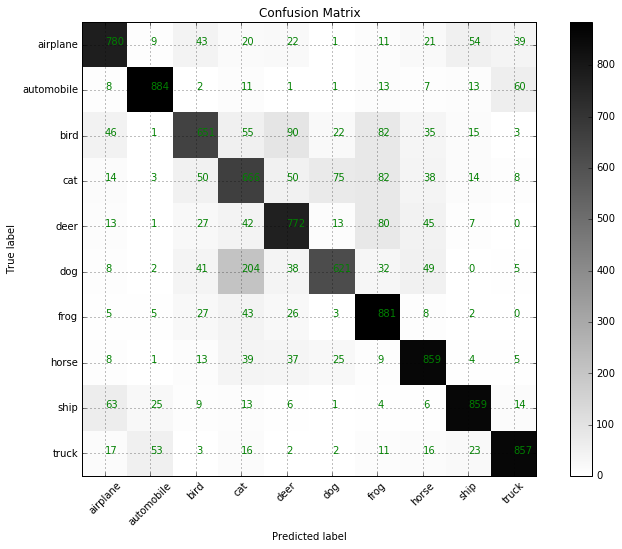 Confusion Matrix
True label
airplane 780 9 43 20 22 1 11 21 54 39
automobile 8 884 2 11 1 1 13 7 13 60
bird 46 1 55 90 22 82 35 15 3
cat 14 3 50 666 50 75 82 38 14 8
deer 13 1 27 42 772 13 80 45 7 0
dog 8 2 41 204 38 32 49 0 5
frog 5 5 27 43 26 3 881 8 2 0
horse 8 1 13 39 37 25 9 859 4 5
ship 63 25 9 13 6 1 4 6 859 14
truck 17 53 3 16 2 2 11 16 23 857
airplane automobile bird cat deer dog frog horse ship truck
Predicted label
800
700
600
500
400
300
200
100
0